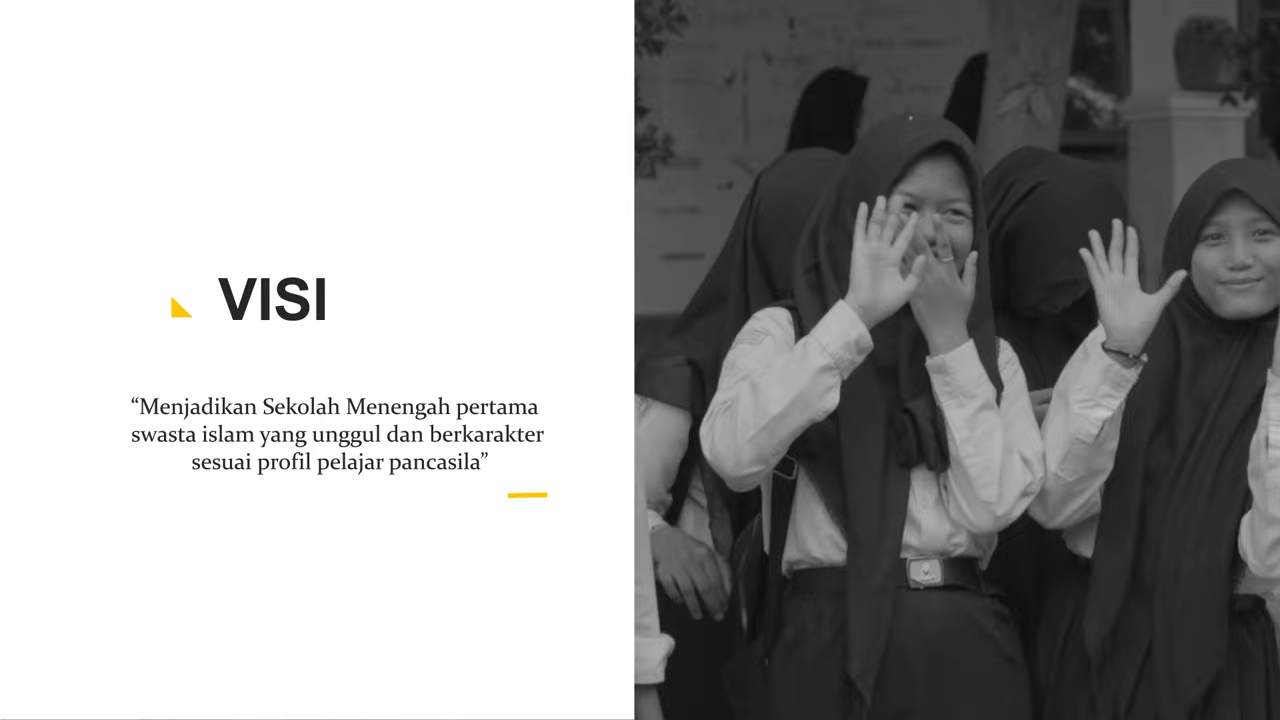 VISI
“Menjadikan Sekolah Menengah pertama
swasta islam yang unggul dan berkarakter
sesuai profil pelajar pancasila”